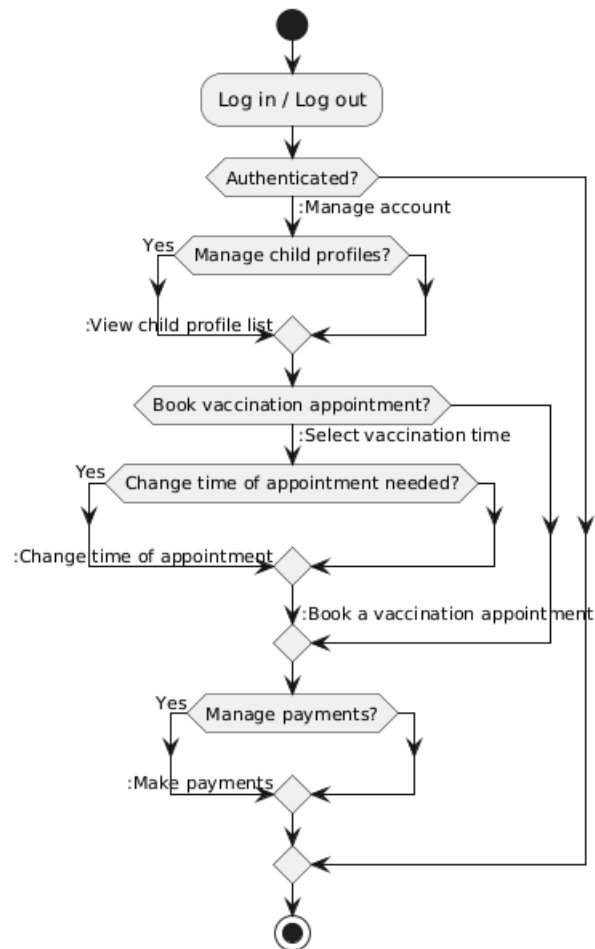 Log in / Log out
Authenticated?
:Manage account
Yes
Manage child profiles?
:View child profile list
Book vaccination appointment?
:Select vaccination time
Yes
Change time of appointment needed?
:Change time of appointment
:Book a vaccination appointment
Yes
Manage payments?
:Make payments